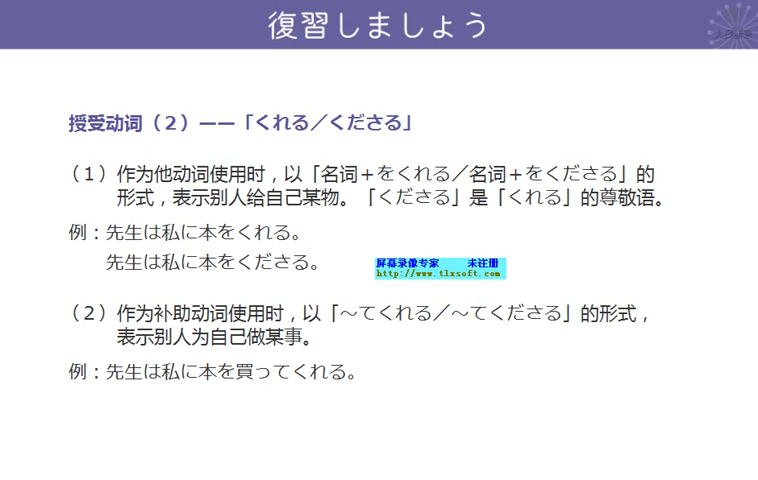 復習しましょう
授受动词（２）——「くれる／くださる」
（１）作为他动词使用时，以「名词＋をくれる／名词＋をくださる」的
形式，表示别人给自己某物。「くださる」是「くれる」的尊敬语。
例：先生は私に本をくれる。
先生は私に本をくださる。
屏幕录像专家 未注册
http://www.tlxsoft.com
（２）作为补助动词使用时，以「～てくれる／～てくださる」的形式，
表示别人为自己做某事。
例：先生は私に本を買ってくれる。